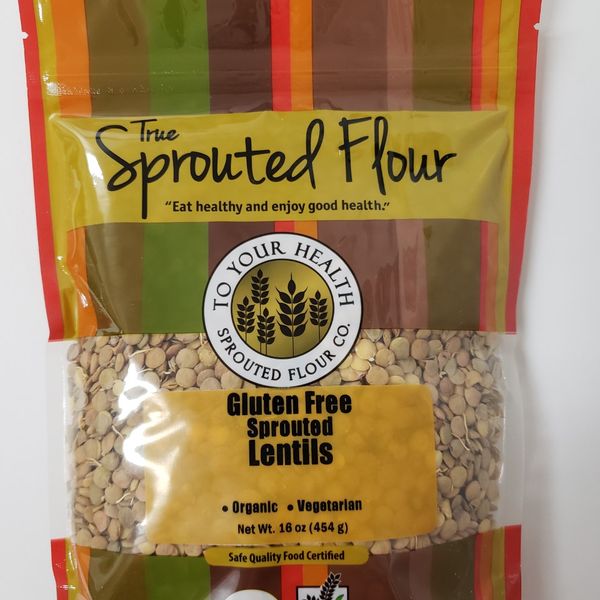 True
Sprouted Flour
“Eat healthy and enjoy good health.”
TO YOUR HEALTH
SPROUTED FLOUR CO.
Gluten Free
Sprouted
Lentils
• Organic • Vegetarian
Net Wt. 16 oz (454 g)
Safe Quality Food Certified